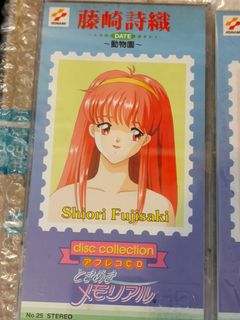 KONAMI
藤崎詩織
DATE
～動物園～
Shiori Fujisaki
disc collection
アフレコCD
ときめき
メモリアル
No.25 STEREO